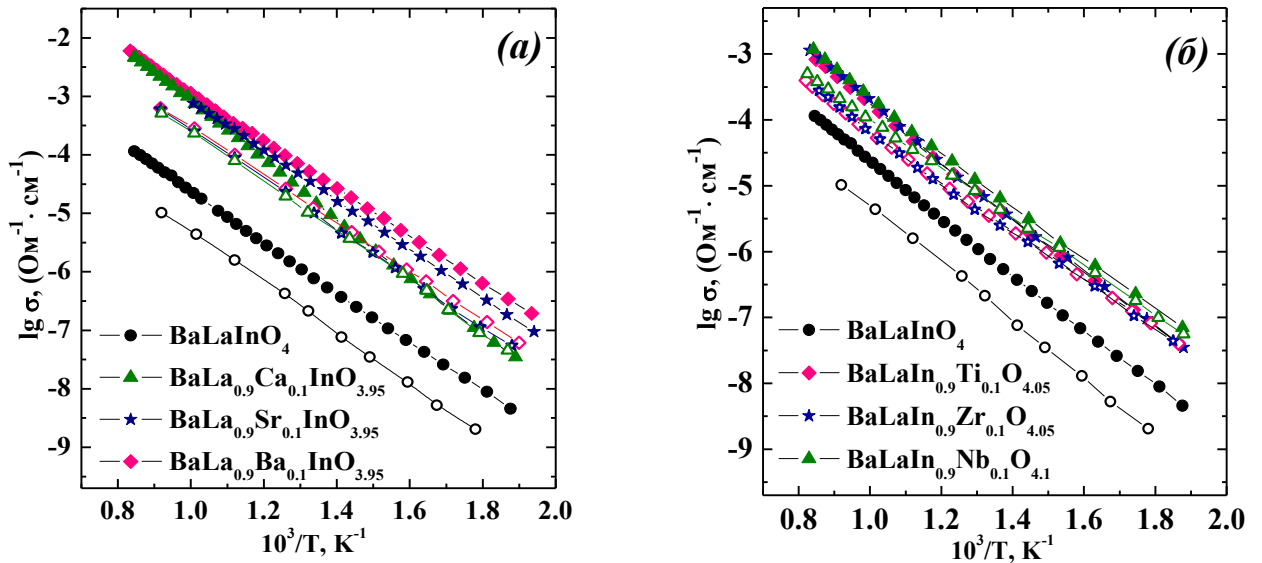 (а)
lg σ, (Ом⁻¹· см⁻¹)
-2
-3
-4
-5
-6
-7
-8
-9
BaLaInO₄
BaLa₀.₉Ca₀.₁InO₃.₉₅
BaLa₀.₉Sr₀.₁InO₃.₉₅
BaLa₀.₉Ba₀.₁InO₃.₉₅
0.8 1.0 1.2 1.4 1.6 1.8 2.0
10³/T, K⁻¹
(б)
lg σ, (Ом⁻¹· см⁻¹)
-3
-4
-5
-6
-7
-8
-9
BaLaInO₄
BaLaIn₀.₉Ti₀.₁O₄.₀₅
BaLaIn₀.₉Zr₀.₁O₄.₀₅
BaLaIn₀.₉Nb₀.₁O₄.₁
0.8 1.0 1.2 1.4 1.6 1.8 2.0
10³/T, K⁻¹